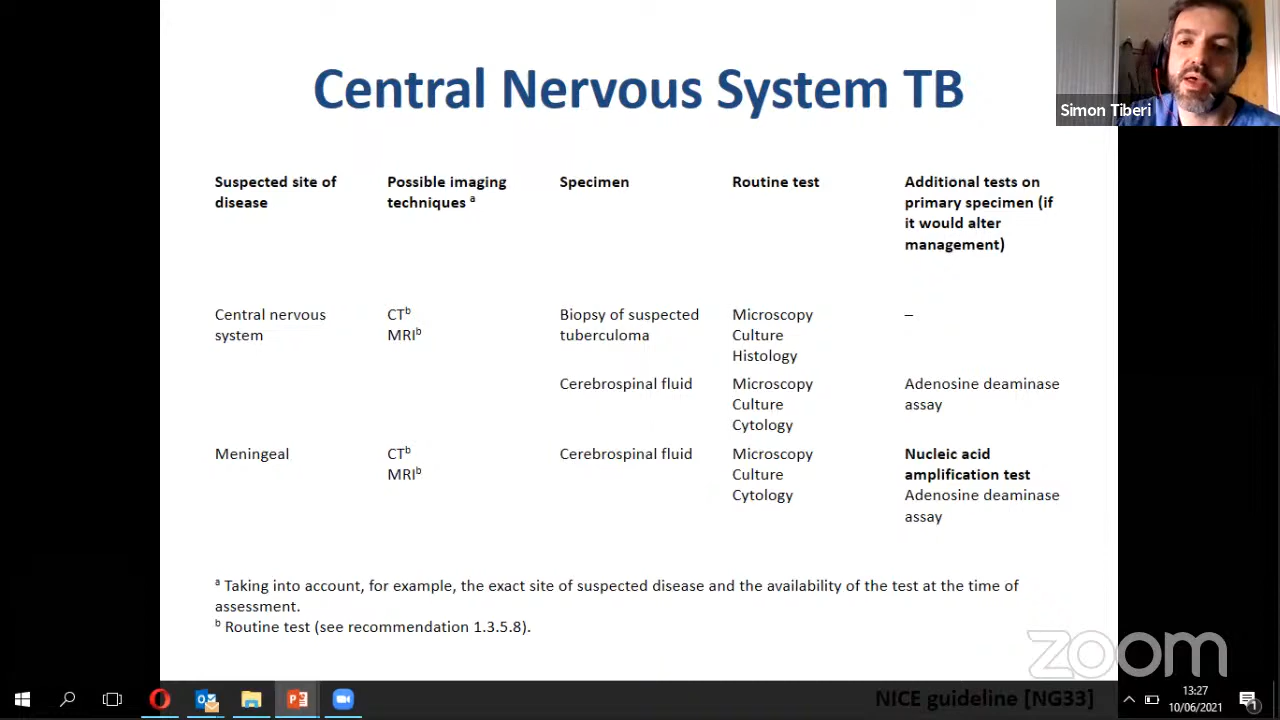 Central Nervous System TB
Simon Tiberi
Suspected site of
disease
Possible imaging
techniques a
Specimen
Routine test
Additional tests on
primary specimen (if
it would alter
management)
Central nervous
system
CTb
MRIb
Biopsy of suspected
tuberculoma
Microscopy
Culture
Histology
–
Cerebrospinal fluid
Microscopy
Culture
Cytology
Adenosine deaminase
assay
Meningeal
CTb
MRIb
Cerebrospinal fluid
Microscopy
Culture
Cytology
Nucleic acid
amplification test
Adenosine deaminase
assay
a Taking into account, for example, the exact site of suspected disease and the availability of the test at the time of
assessment.
b Routine test (see recommendation 1.3.5.8).
zoom
NICE guideline [NG33]
13:27
10/06/2021
1